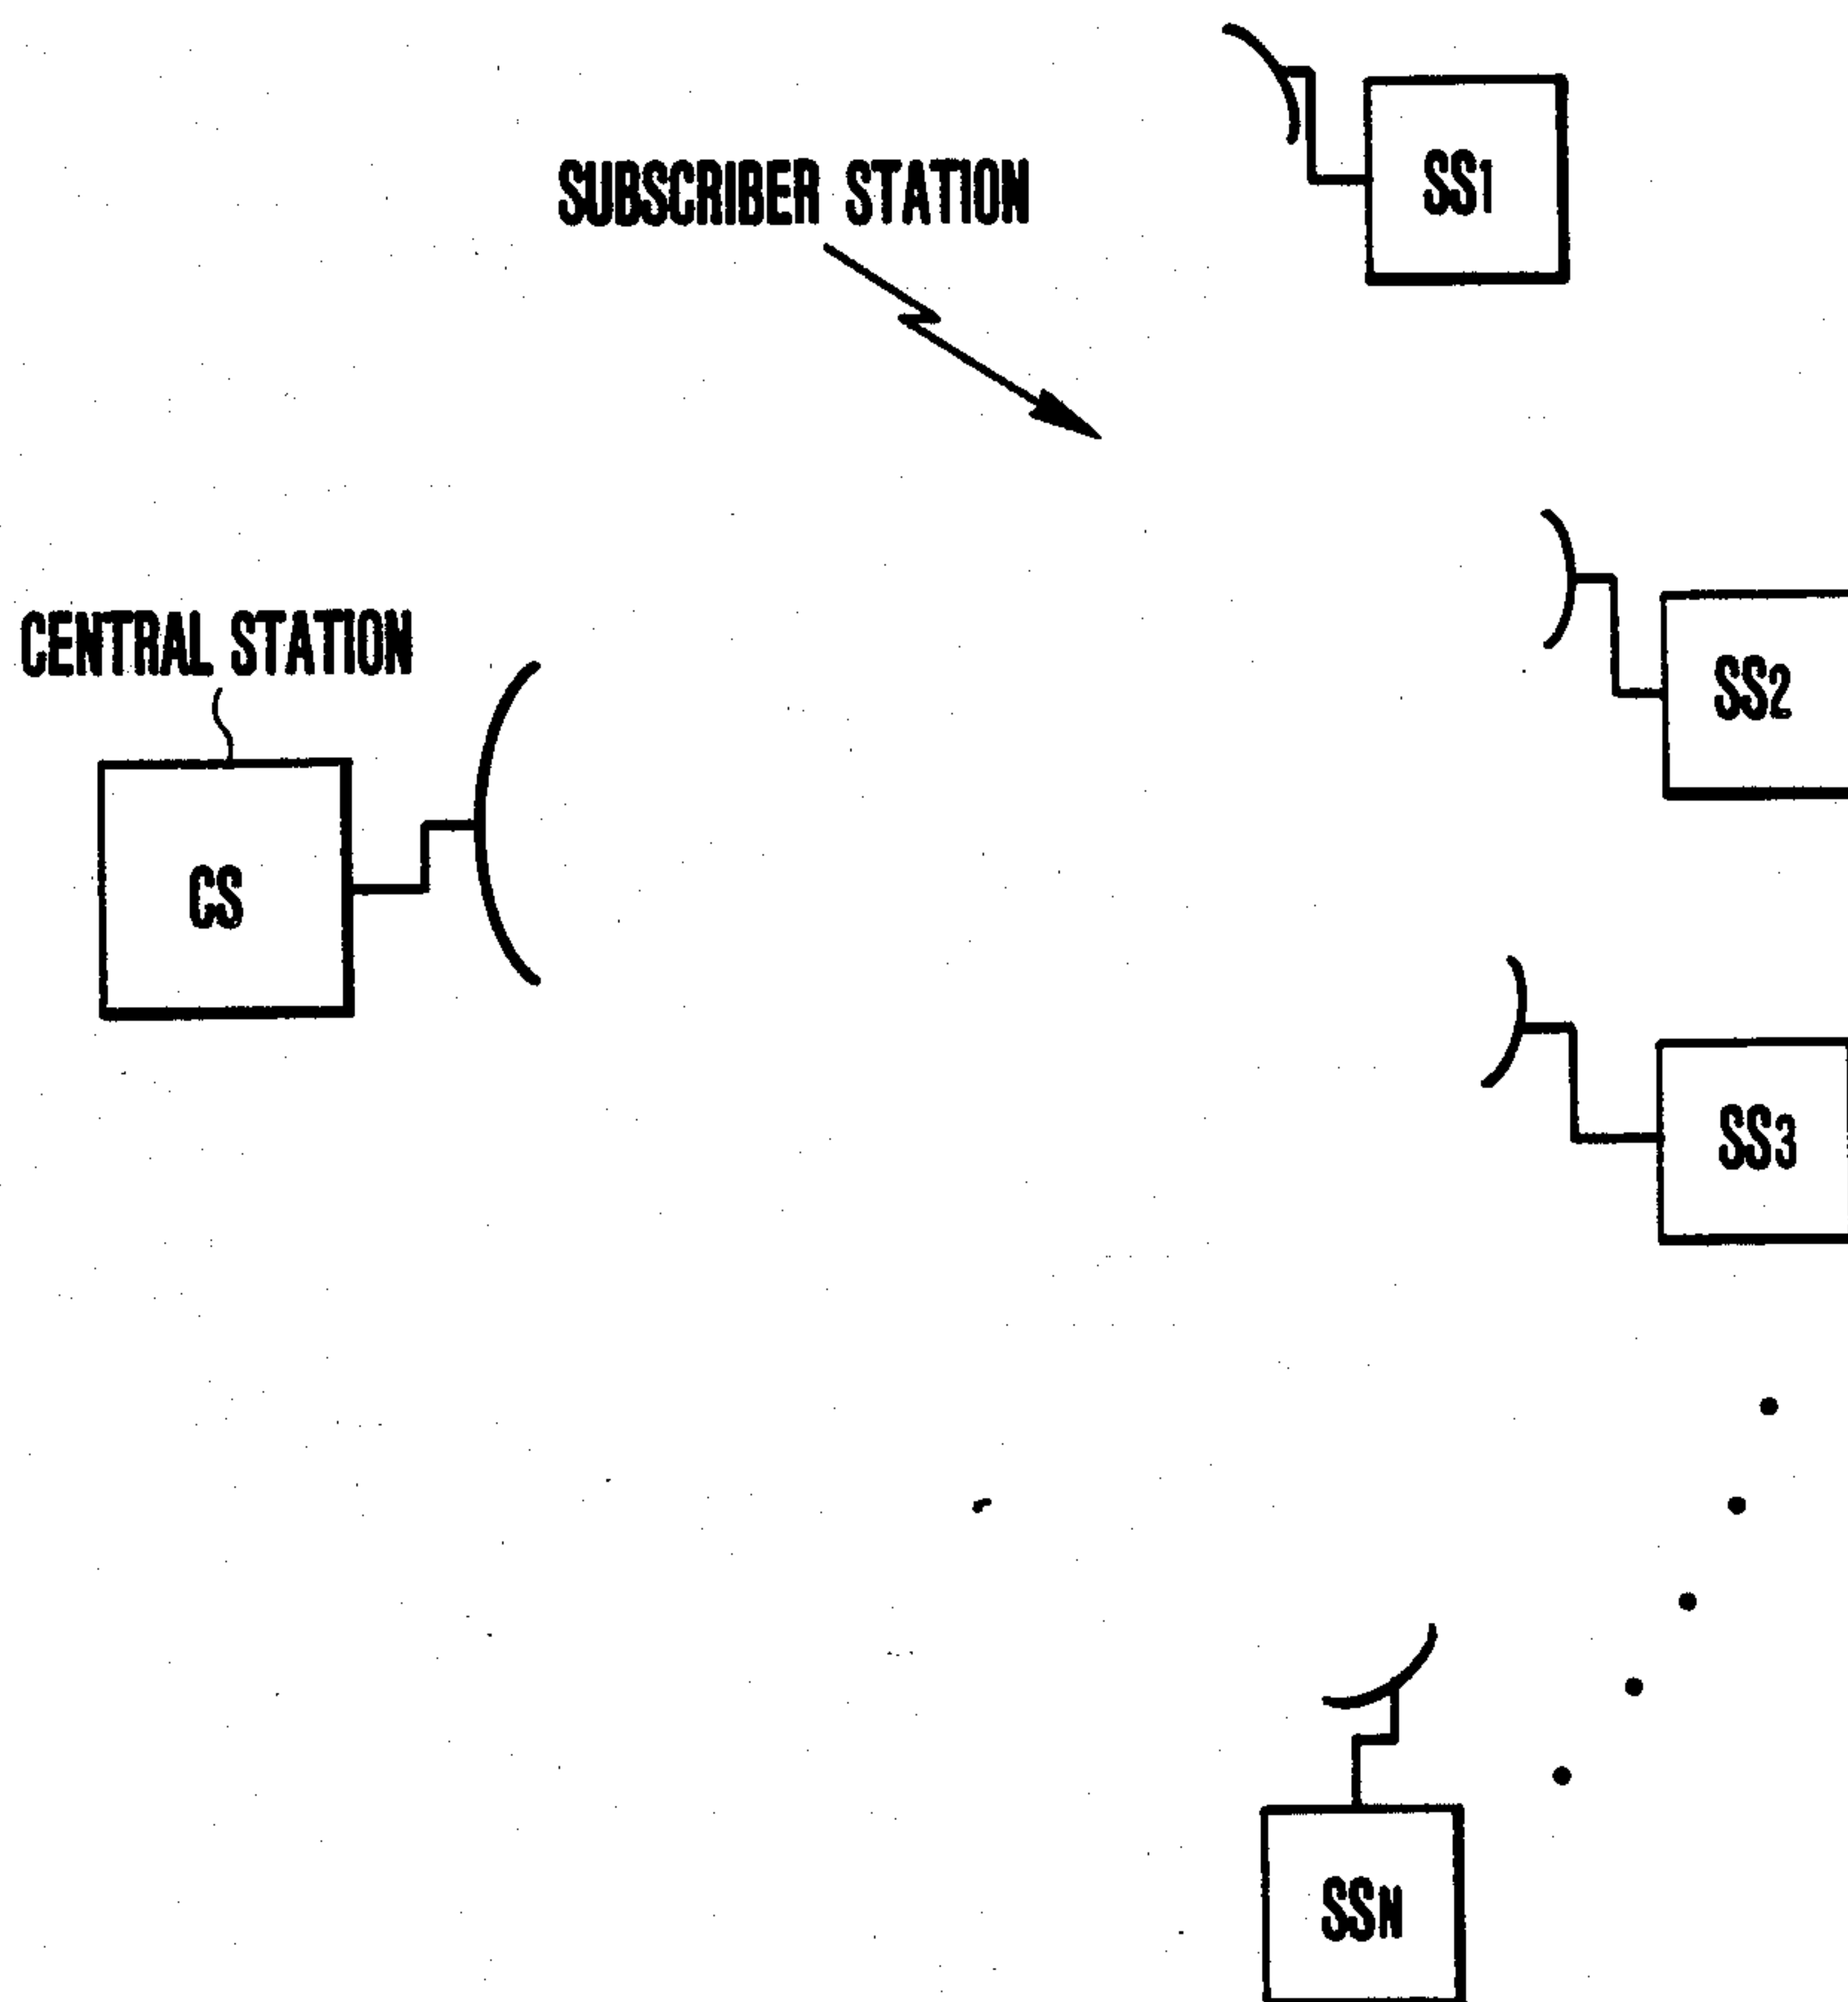 SUBSCRIBER STATION
SS1
CENTRAL STATION
SS2
CS
SS3
SSN